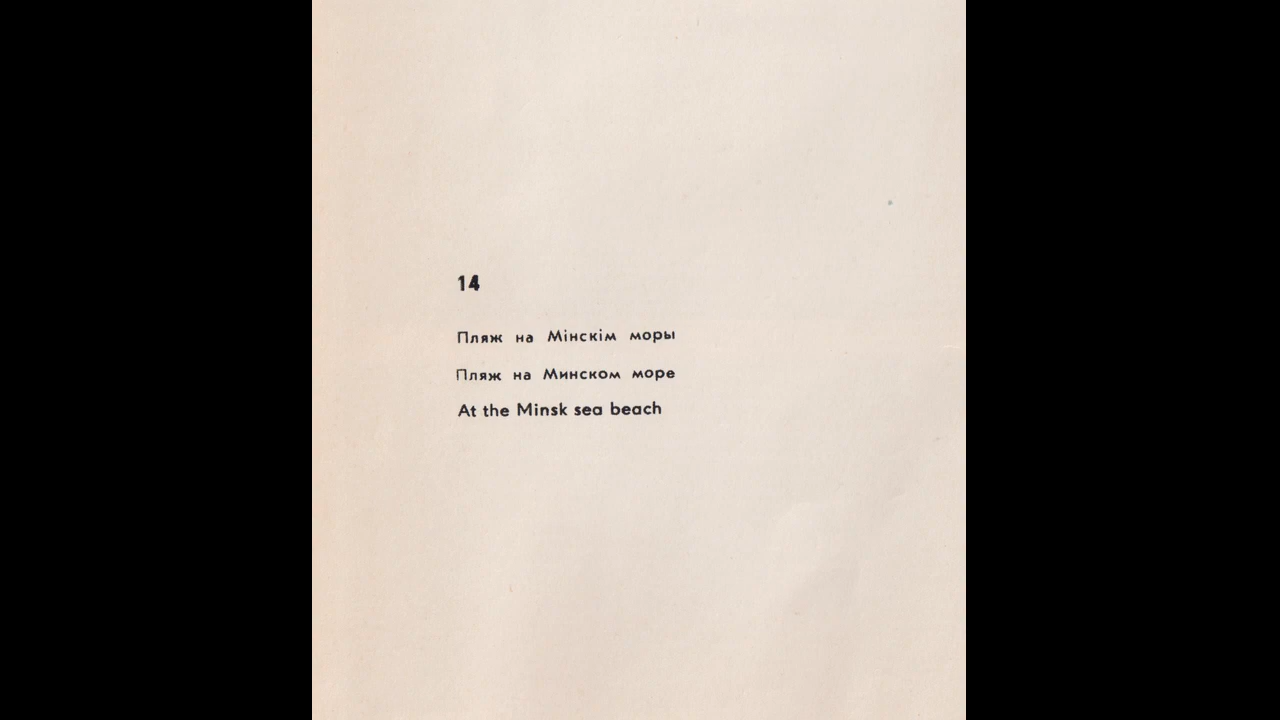 14
Пляж на Мінскім моры
Пляж на Минском море
At the Minsk sea beach